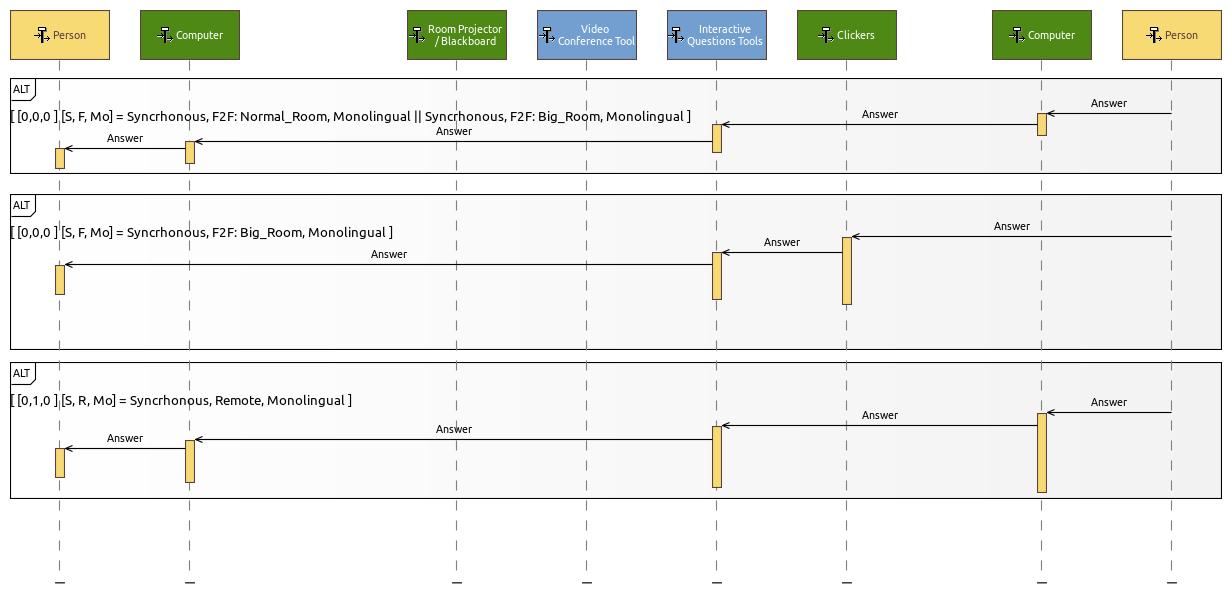 Person
Computer
Room Projector
/ Blackboard
Video
Conference Tool
Interactive
Questions Tools
Clickers
Computer
Person
ALT
Answer
[ [0,0,0 ] [S, F, Mo] = Syncrhonous, F2F: Normal_Room, Monolingual || Syncrhonous, F2F: Big_Room, Monolingual ]
Answer
Answer
Answer
ALT
Answer
[ [0,0,0 ] [S, F, Mo] = Syncrhonous, F2F: Big_Room, Monolingual ]
Answer
Answer
ALT
[ [0,1,0 ] [S, R, Mo] = Syncrhonous, Remote, Monolingual ]
Answer
Answer
Answer
Answer